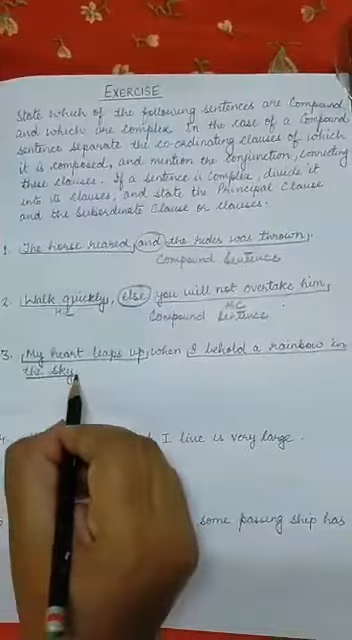 EXERCISE
State which of the following sentences are Compound,
and which are complex. In the case of a Compound
sentence separate the co-ordinating clauses of which
it is composed, and mention the conjunction, connecting
these clauses. If a sentence is complex, divide it
into its clauses, and state the Principal Clause
and the Subordinate Clause or clauses.
1. The horse reared, and the rider was thrown.
Compound Sentence
2. Walk quickly, else you will not overtake him,
M.C M.C
Compound Sentence
3. My heart leaps up, when I behold a rainbow in
the sky,
I live is very large.
some passing ship has